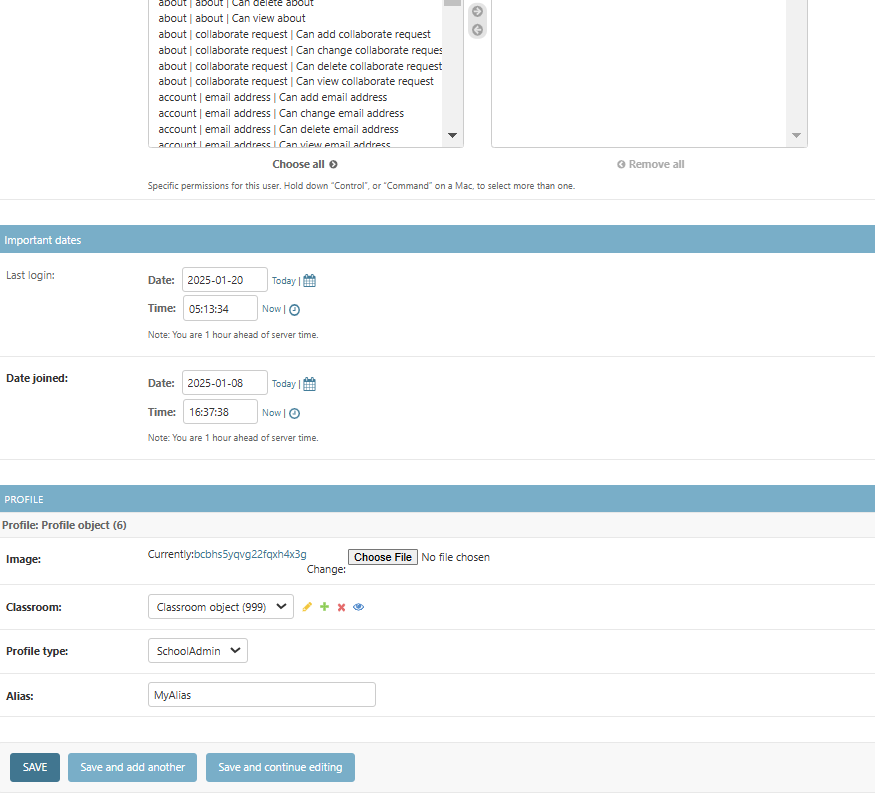 about | about | Can delete about
about | about | Can view about
about | collaborate request | Can add collaborate request
about | collaborate request | Can change collaborate reques
about | collaborate request | Can delete collaborate request
about | collaborate request | Can view collaborate request
account | email address | Can add email address
account | email address | Can change email address
account | email address | Can delete email address
account | email address | Can view email address
Choose all
Remove all
Specific permissions for this user. Hold down “Control”, or “Command” on a Mac, to select more than one.
Important dates
Last login:
Date: 2025-01-20 Today |
Time: 05:13:34 Now |
Note: You are 1 hour ahead of server time.
Date joined:
Date: 2025-01-08 Today |
Time: 16:37:38 Now |
Note: You are 1 hour ahead of server time.
PROFILE
Profile: Profile object (6)
Image: Currently:bcbhs5yqvg22fqxh4x3g
Change: Choose File No file chosen
Classroom: Classroom object (999)
Profile type: SchoolAdmin
Alias: MyAlias
SAVE Save and add another Save and continue editing